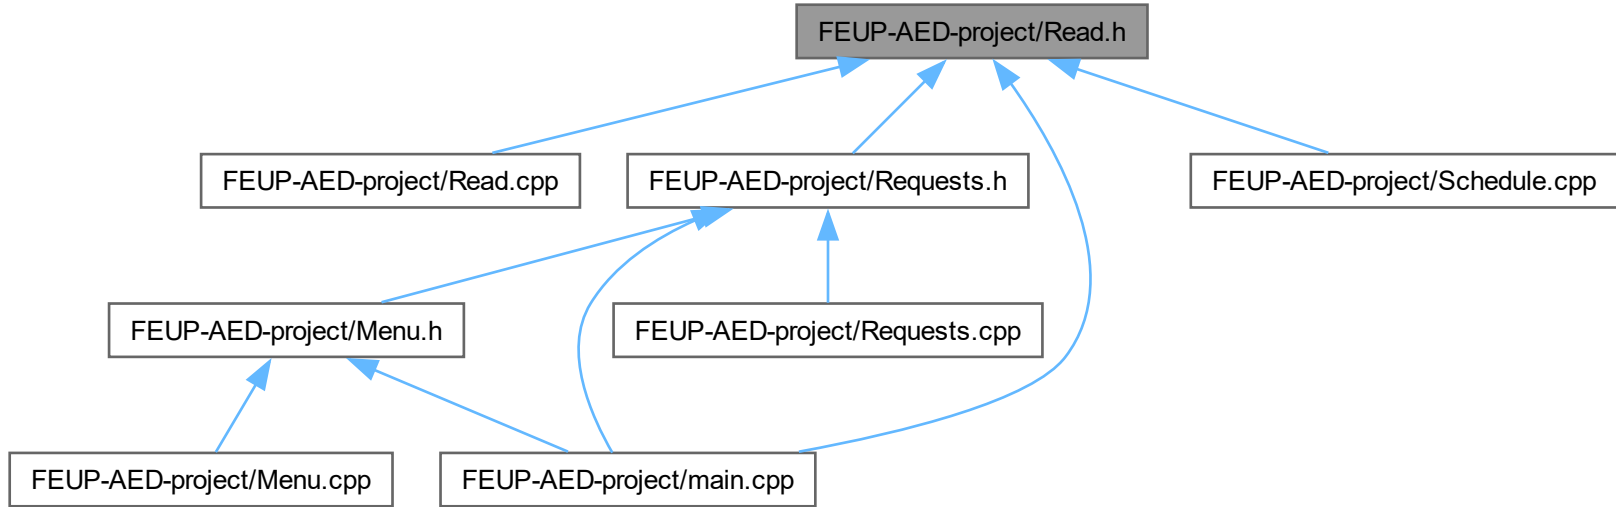 FEUP-AED-project/Read.h
FEUP-AED-project/Read.cpp
FEUP-AED-project/Requests.h
FEUP-AED-project/Schedule.cpp
FEUP-AED-project/Menu.h
FEUP-AED-project/Requests.cpp
FEUP-AED-project/Menu.cpp
FEUP-AED-project/main.cpp